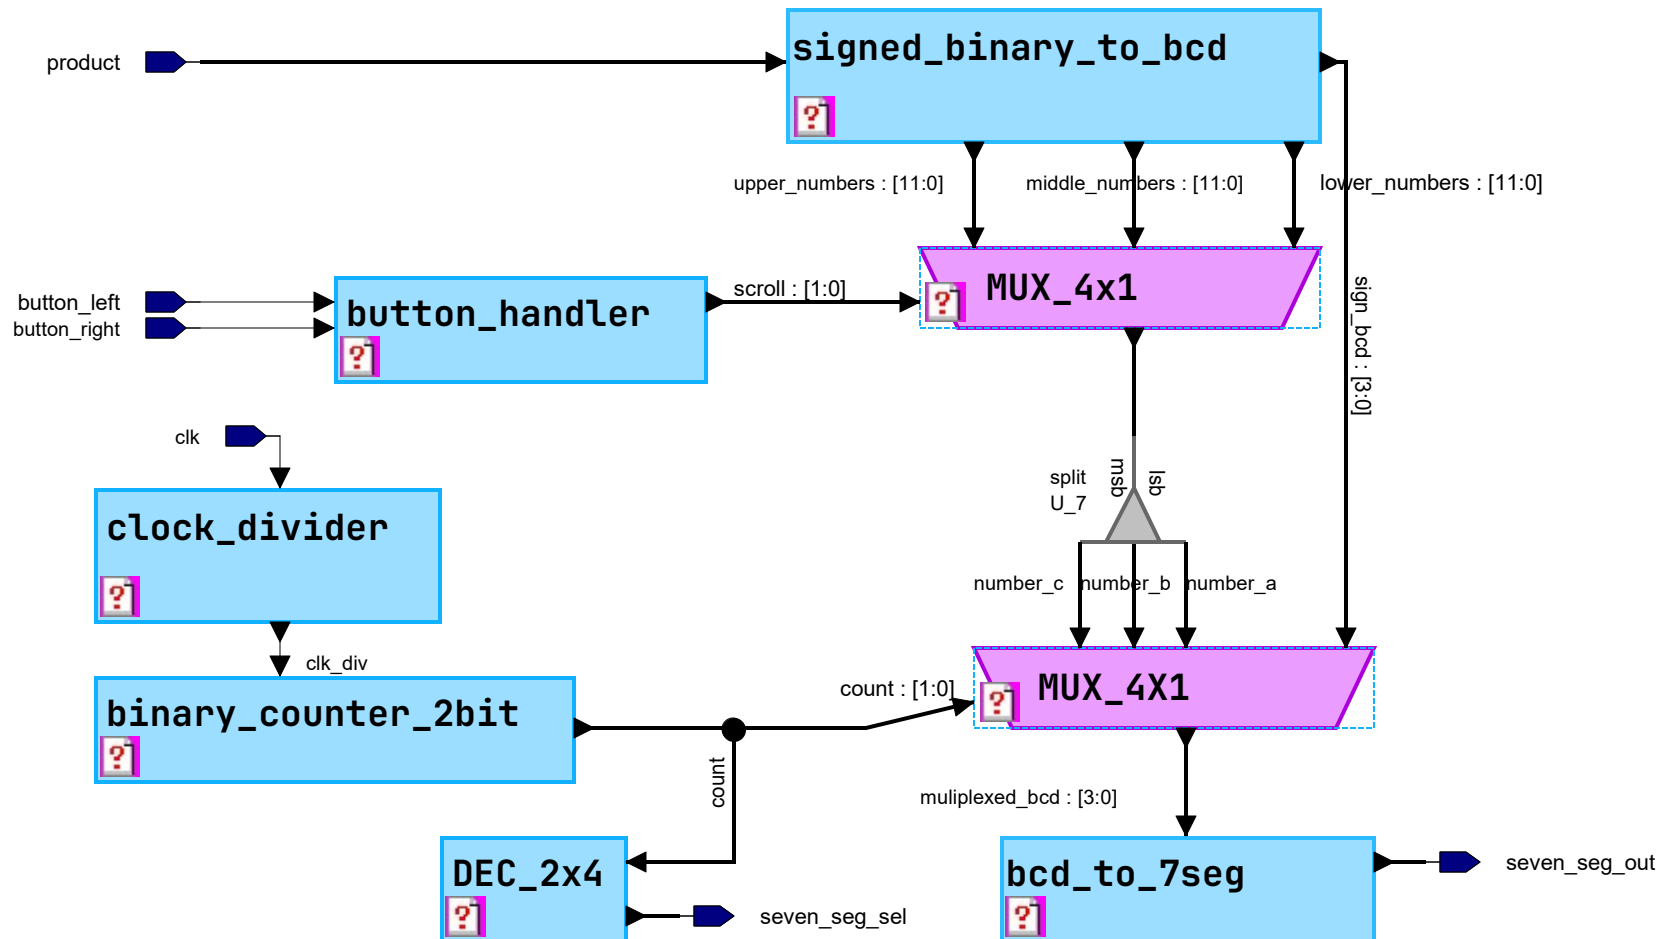 product
signed_binary_to_bcd
?
upper_numbers : [11:0]
middle_numbers : [11:0]
lower_numbers : [11:0]
button_left
button_right
button_handler
?
scroll : [1:0]
MUX_4x1
?
sign_bcd : [3:0]
clk
clock_divider
?
split
U_7
msb
lsb
number_c
number_b
number_a
clk_div
binary_counter_2bit
?
count : [1:0]
MUX_4X1
?
count
muliplexed_bcd : [3:0]
DEC_2x4
?
seven_seg_sel
bcd_to_7seg
?
seven_seg_out